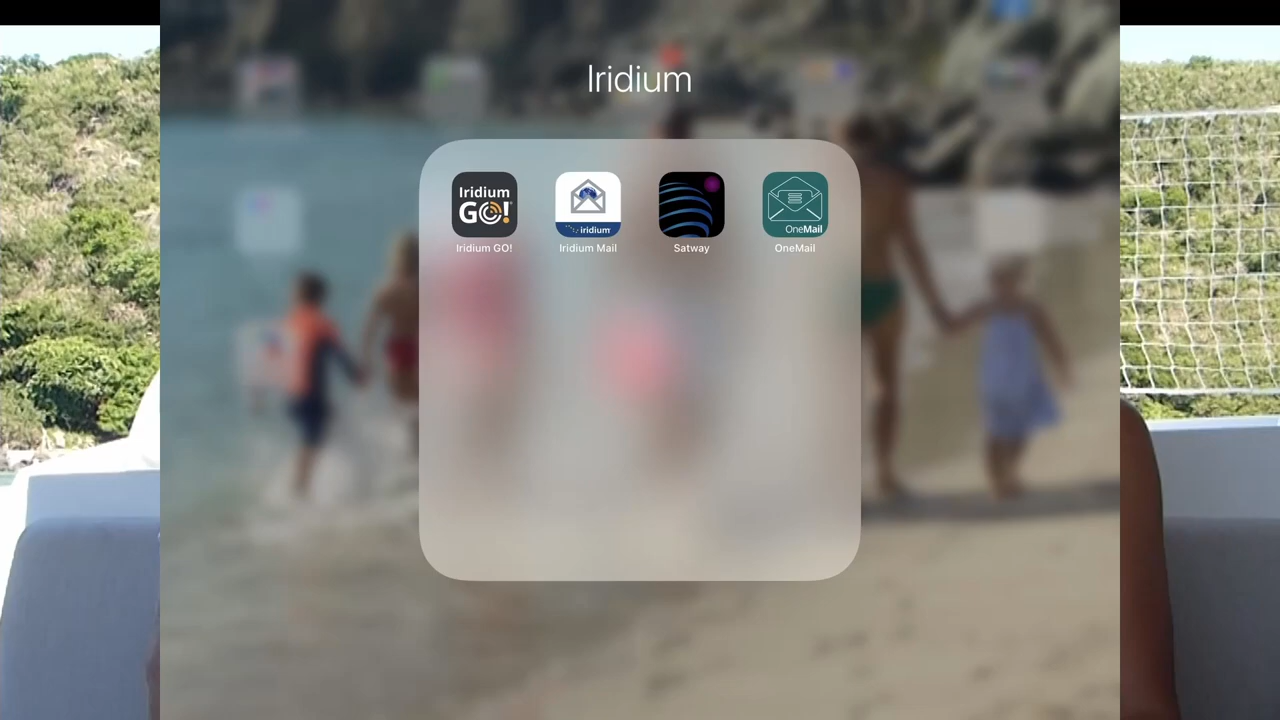 Iridium
Iridium
GO!
iridium
OneMail
Iridium GO!
Iridium Mail
Satway
OneMail